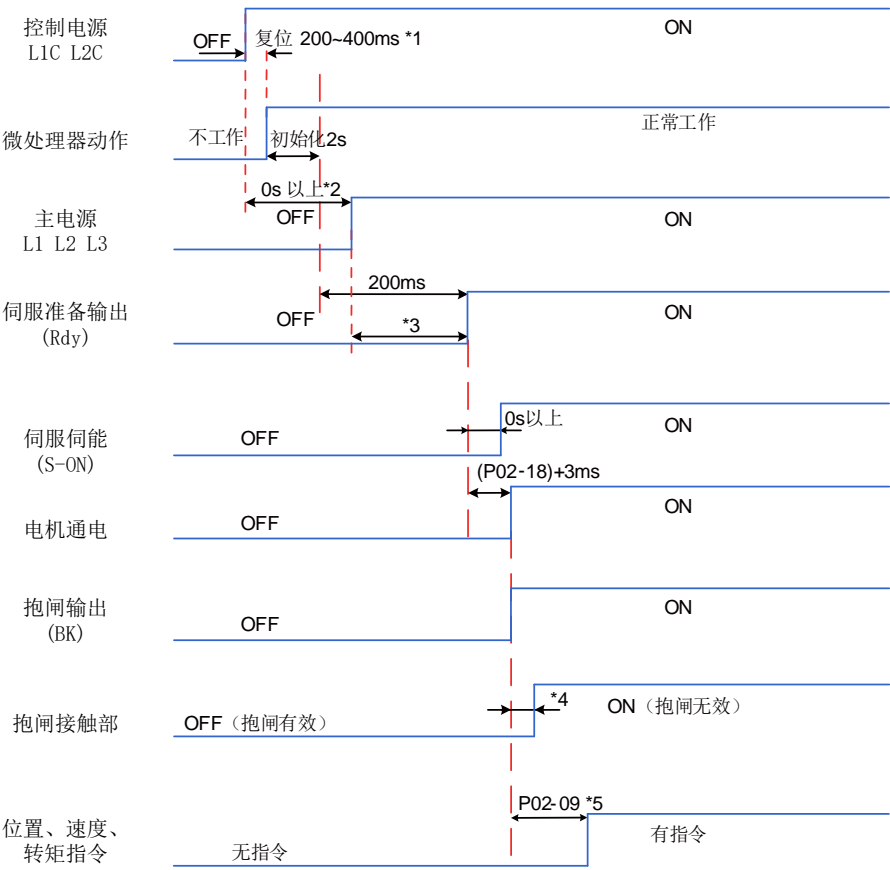 控制电源
L1C L2C
OFF
复位 200~400ms *1
ON
微处理器动作
不工作
初始化2s
正常工作
0s 以上*2
主电源
L1 L2 L3
OFF
ON
200ms
伺服准备输出
(Rdy)
OFF
*3
ON
伺服伺能
(S-ON)
OFF
0s以上
ON
(P02-18)+3ms
电机通电
OFF
ON
抱闸输出
(BK)
OFF
ON
抱闸接触部
OFF（抱闸有效）
*4
ON（抱闸无效）
P02-09 *5
位置、速度、
转矩指令
无指令
有指令